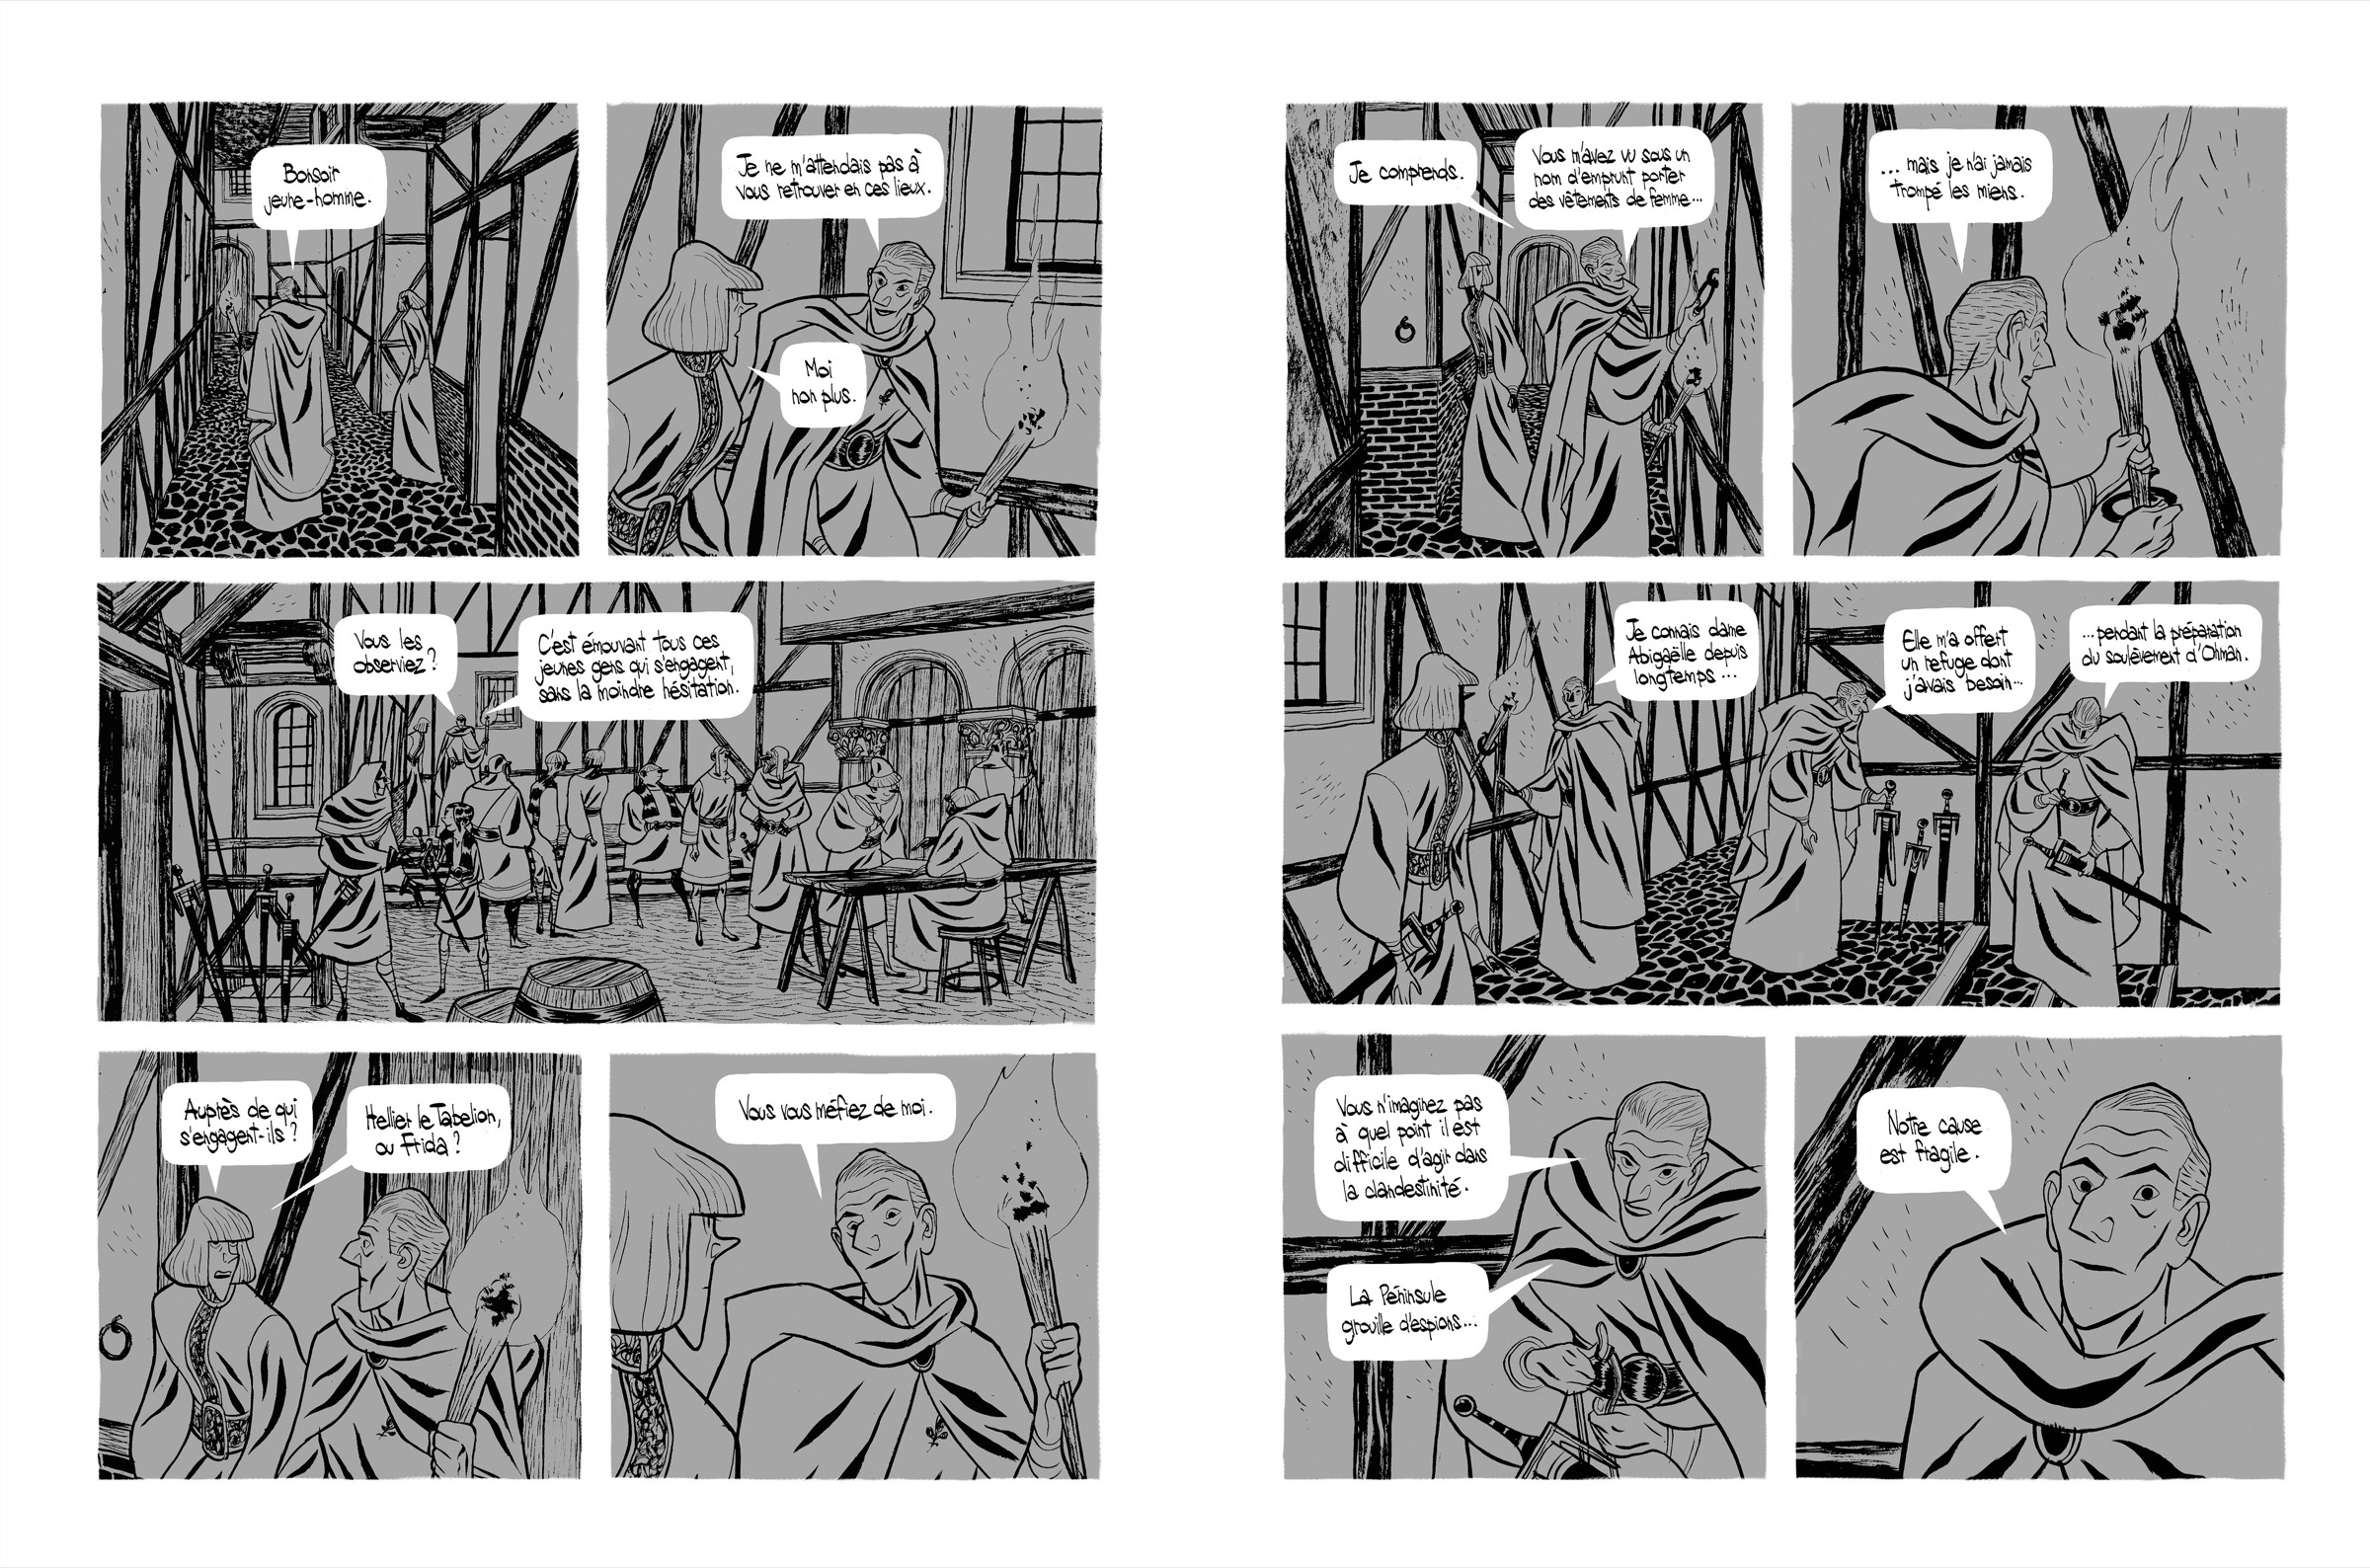 Bonsoir
jeune-homme.
Je ne m'attendais pas à
vous retrouver en ces lieux.
Moi
non plus.
Vous les
observiez ?
C'est émouvant tous ces
jeunes gens qui s'engagent,
sans la moindre hésitation.
Auprès de qui
s'engagent-ils ?
Hellier le Tabelion,
ou Frida ?
Vous vous méfiez de moi.
Je comprends.
Vous m'avez vu sous un
nom d'emprunt porter
des vêtements de femme...
... mais je n'ai jamais
trompé les miens.
Je connais dame
Abigaëlle depuis
longtemps...
Elle m'a offert
un refuge dont
j'avais besoin...
...pendant la préparation
du soulèvement d'Ohman.
Vous n'imaginez pas
à quel point il est
difficile d'agir dans
la clandestinité.
La Péninsule
grouille d'espions...
Notre cause
est fragile.